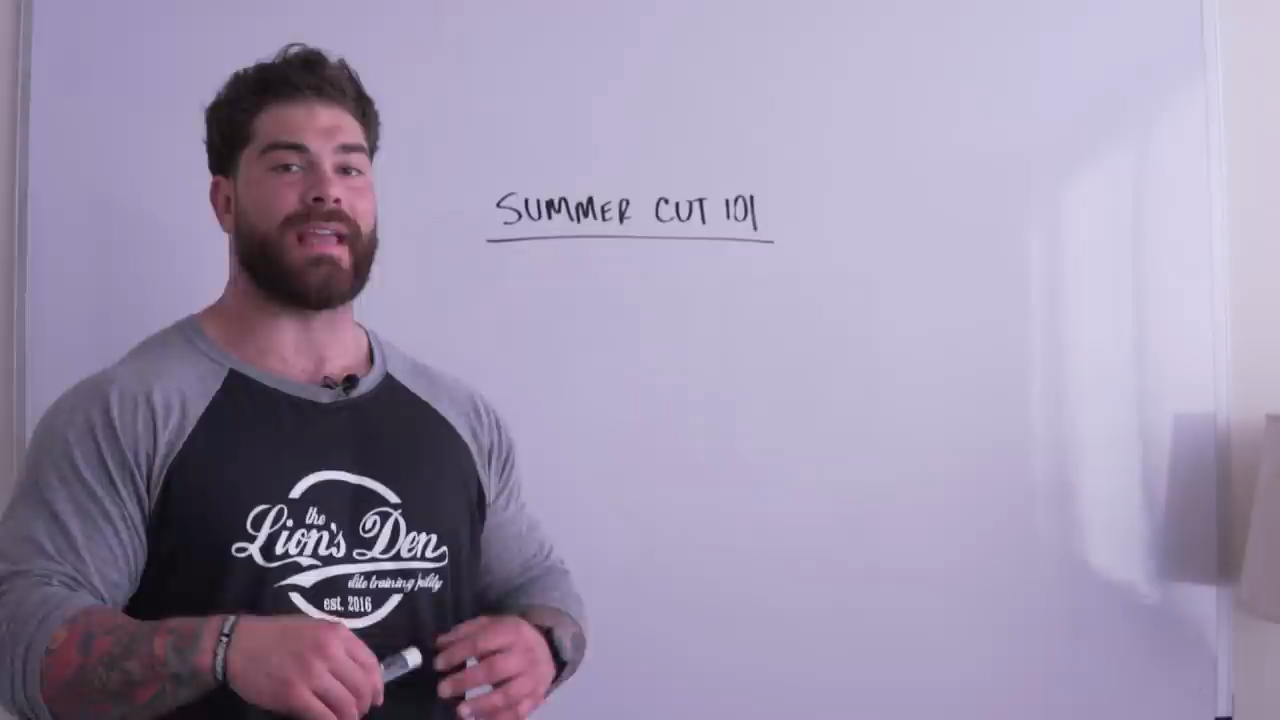 SUMMER CUT 101
the
Lion's Den
elite training facility
est. 2016